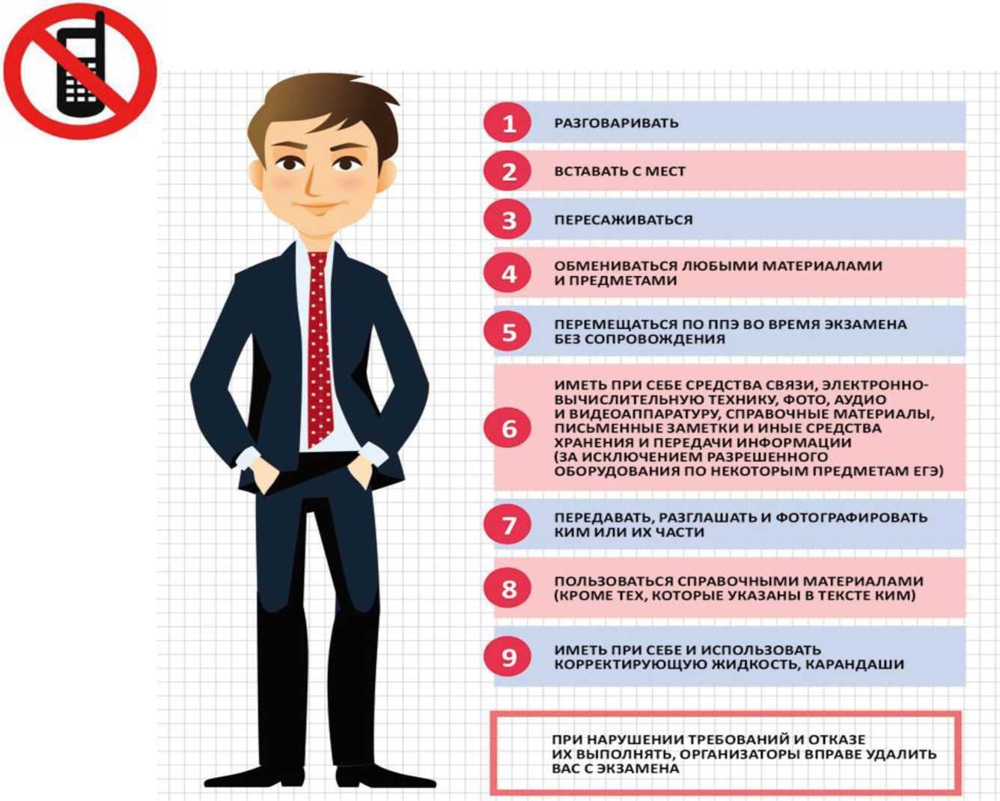 1 РАЗГОВАРИВАТЬ
2 ВСТАВАТЬ С МЕСТ
3 ПЕРЕСАЖИВАТЬСЯ
4 ОБМЕНИВАТЬСЯ ЛЮБЫМИ МАТЕРИАЛАМИ
И ПРЕДМЕТАМИ
5 ПЕРЕМЕЩАТЬСЯ ПО ППЭ ВО ВРЕМЯ ЭКЗАМЕНА
БЕЗ СОПРОВОЖДЕНИЯ
6 ИМЕТЬ ПРИ СЕБЕ СРЕДСТВА СВЯЗИ, ЭЛЕКТРОННО-
ВЫЧИСЛИТЕЛЬНУЮ ТЕХНИКУ, ФОТО, АУДИО
И ВИДЕОАППАРАТУРУ, СПРАВОЧНЫЕ МАТЕРИАЛЫ,
ПИСЬМЕННЫЕ ЗАМЕТКИ И ИНЫЕ СРЕДСТВА
ХРАНЕНИЯ И ПЕРЕДАЧИ ИНФОРМАЦИИ
(ЗА ИСКЛЮЧЕНИЕМ РАЗРЕШЕННОГО
ОБОРУДОВАНИЯ ПО НЕКОТОРЫМ ПРЕДМЕТАМ ЕГЭ)
7 ПЕРЕДАВАТЬ, РАЗГЛАШАТЬ И ФОТОГРАФИРОВАТЬ
КИМ ИЛИ ИХ ЧАСТИ
8 ПОЛЬЗОВАТЬСЯ СПРАВОЧНЫМИ МАТЕРИАЛАМИ
(КРОМЕ ТЕХ, КОТОРЫЕ УКАЗАНЫ В ТЕКСТЕ КИМ)
9 ИМЕТЬ ПРИ СЕБЕ И ИСПОЛЬЗОВАТЬ
КОРРЕКТИРУЮЩУЮ ЖИДКОСТЬ, КАРАНДАШИ
ПРИ НАРУШЕНИИ ТРЕБОВАНИЙ И ОТКАЗЕ
ИХ ВЫПОЛНЯТЬ, ОРГАНИЗАТОРЫ ВПРАВЕ УДАЛИТЬ
ВАС С ЭКЗАМЕНА